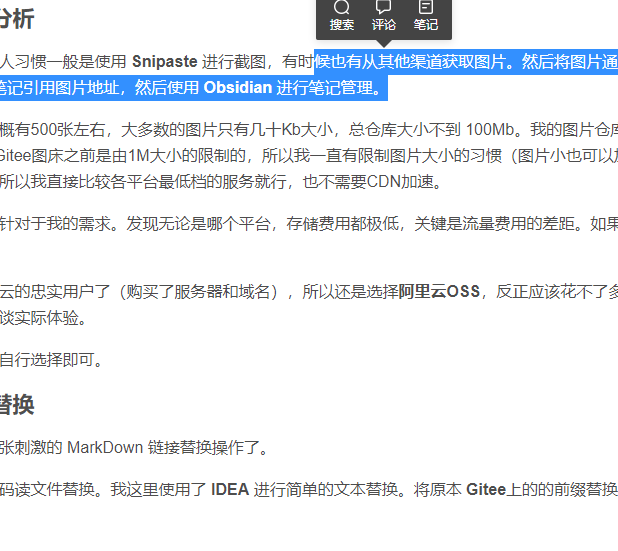 分析
搜索 评论 笔记
人习惯一般是使用 Snipaste 进行截图，有时候也有从其他渠道获取图片。然后将图片通
笔记引用图片地址，然后使用 Obsidian 进行笔记管理。
概有500张左右，大多数的图片只有几十Kb大小，总仓库大小不到 100Mb。我的图片仓库
Gitee图床之前是由1M大小的限制的，所以我一直有限制图片大小的习惯（图片小也可以加
所以我直接比较各平台最低档的服务就行，也不需要CDN加速。
针对于我的需求。发现无论是哪个平台，存储费用都极低，关键是流量费用的差距。如果
云的忠实用户了（购买了服务器和域名），所以还是选择阿里云OSS，反正应该花不了多
谈实际体验。
自行选择即可。
替换
张刺激的 MarkDown 链接替换操作了。
码读文件替换。我这里使用了 IDEA 进行简单的文本替换。将原本 Gitee上的的前缀替换